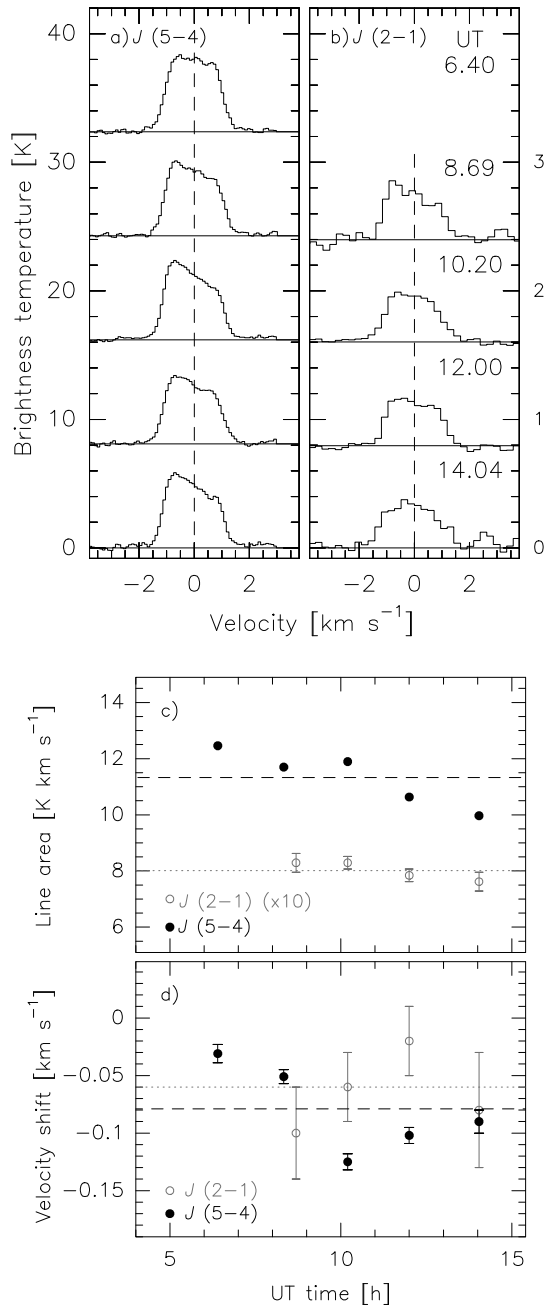 a) J (5−4)
b) J (2−1)
UT
6.40
8.69
10.20
12.00
14.04
40
30
20
10
0
3
2
1
0
Brightness temperature [K]
−2 0 2
−2 0 2
Velocity [km s⁻¹]
c)
14
12
10
8
6
Line area [K km s⁻¹]
J (2−1) (x10)
J (5−4)
d)
0
−0.05
−0.1
−0.15
Velocity shift [km s⁻¹]
J (2−1)
J (5−4)
5 10 15
UT time [h]